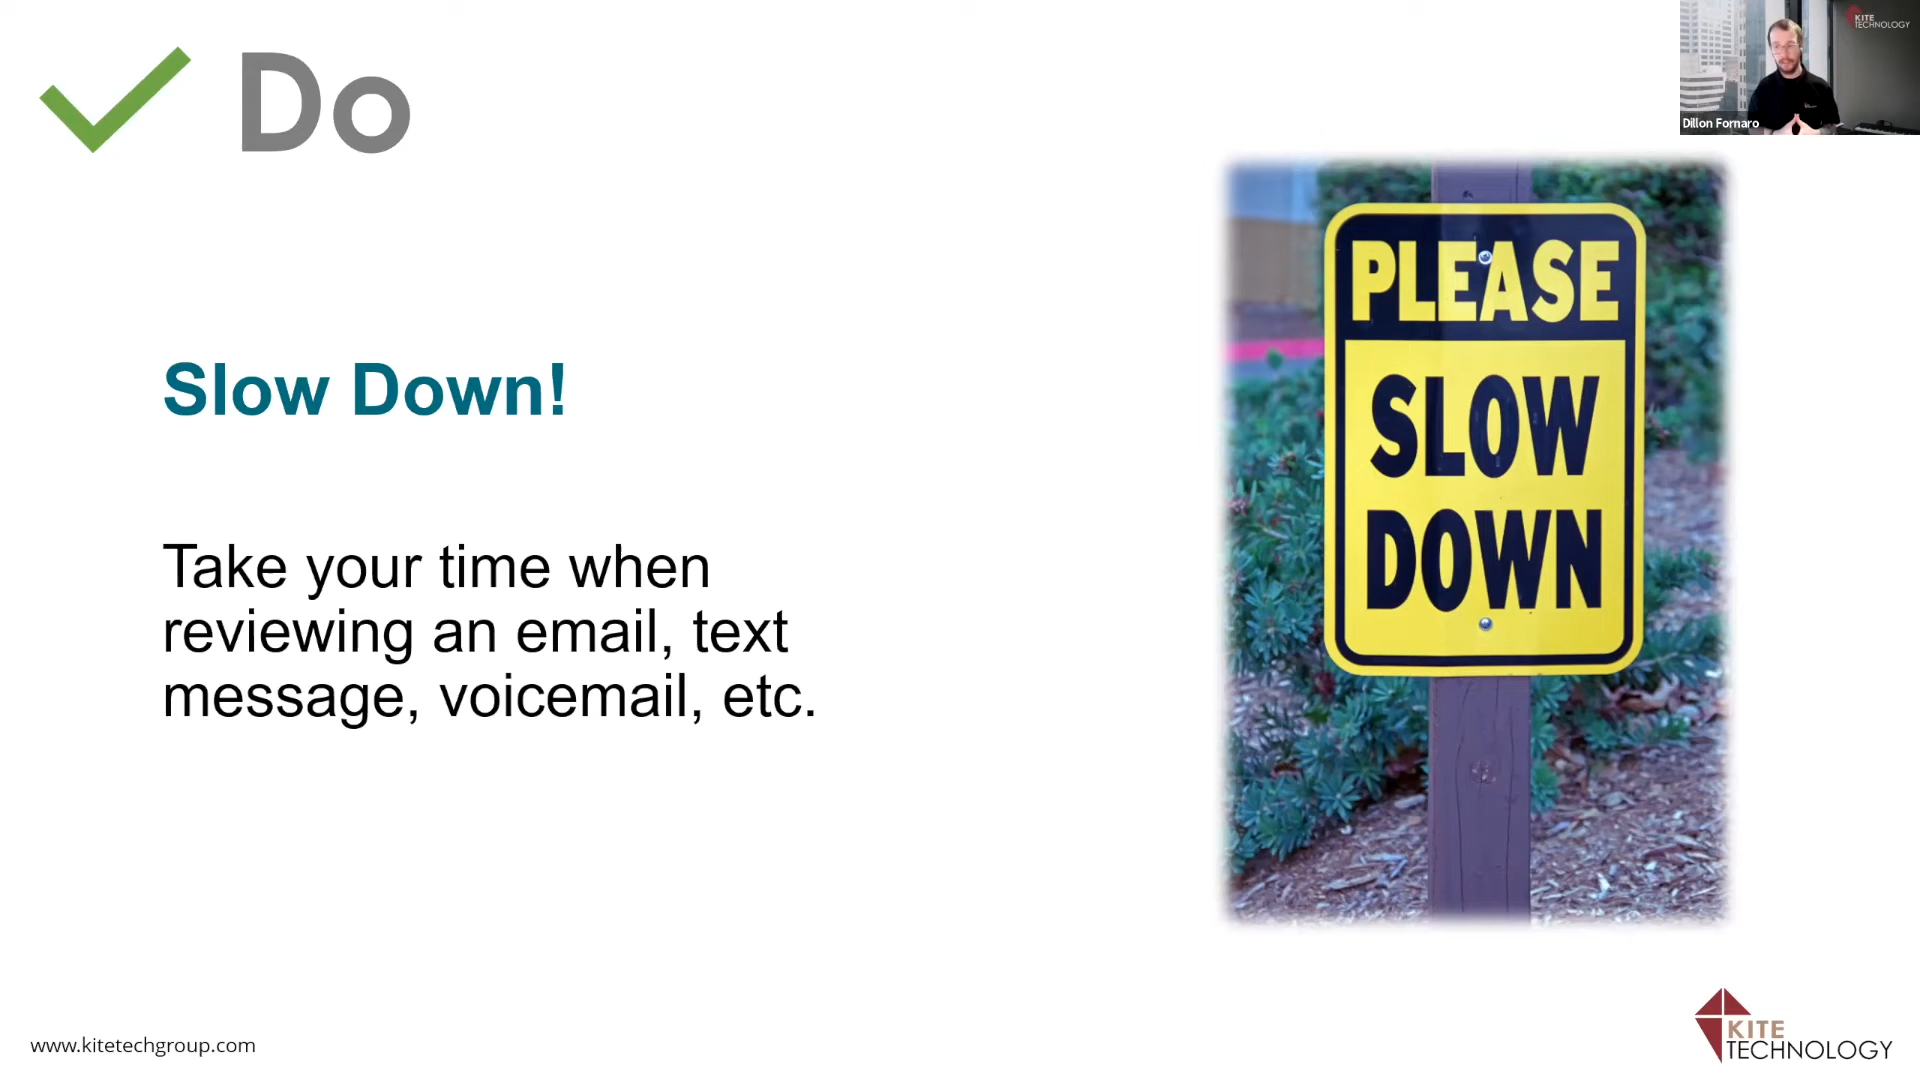 Do
KITE
TECHNOLOGY
Dillon Fornaro
PLEASE
SLOW
DOWN
Slow Down!
Take your time when
reviewing an email, text
message, voicemail, etc.
www.kitetechgroup.com
KITE
TECHNOLOGY